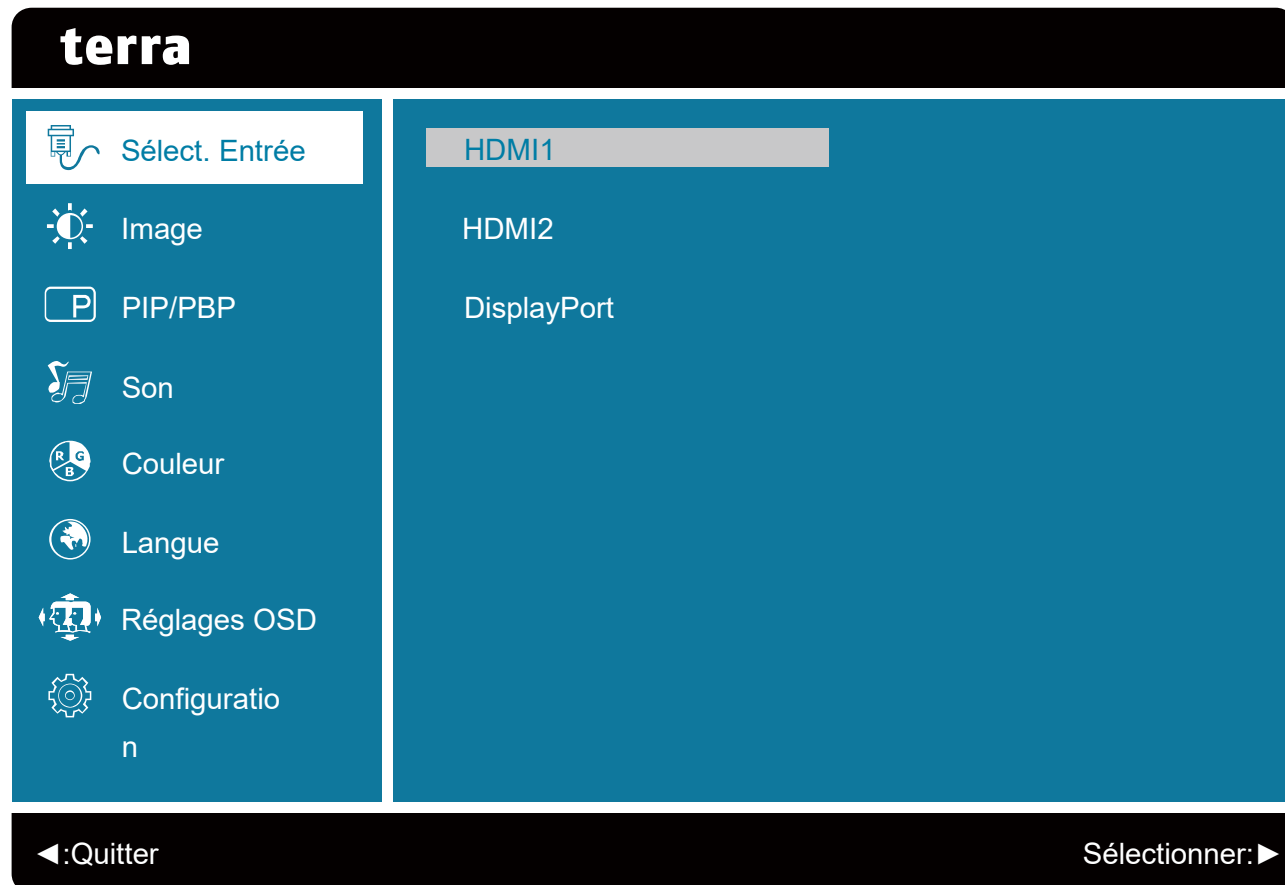 terra
Sélect. Entrée
Image
P
PIP/PBP
Son
R G
B
Couleur
Langue
Réglages OSD
Configuratio
n
HDMI1
HDMI2
DisplayPort
◄:Quitter
Sélectionner:►